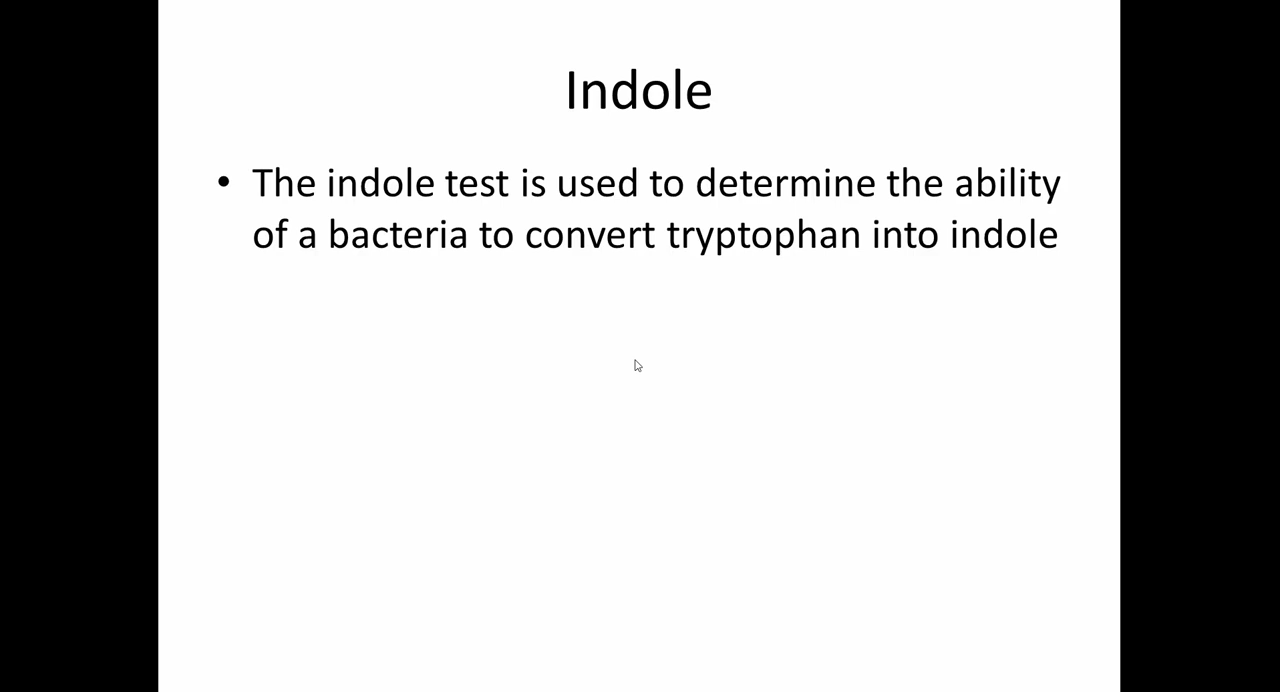 Indole
• The indole test is used to determine the ability
of a bacteria to convert tryptophan into indole